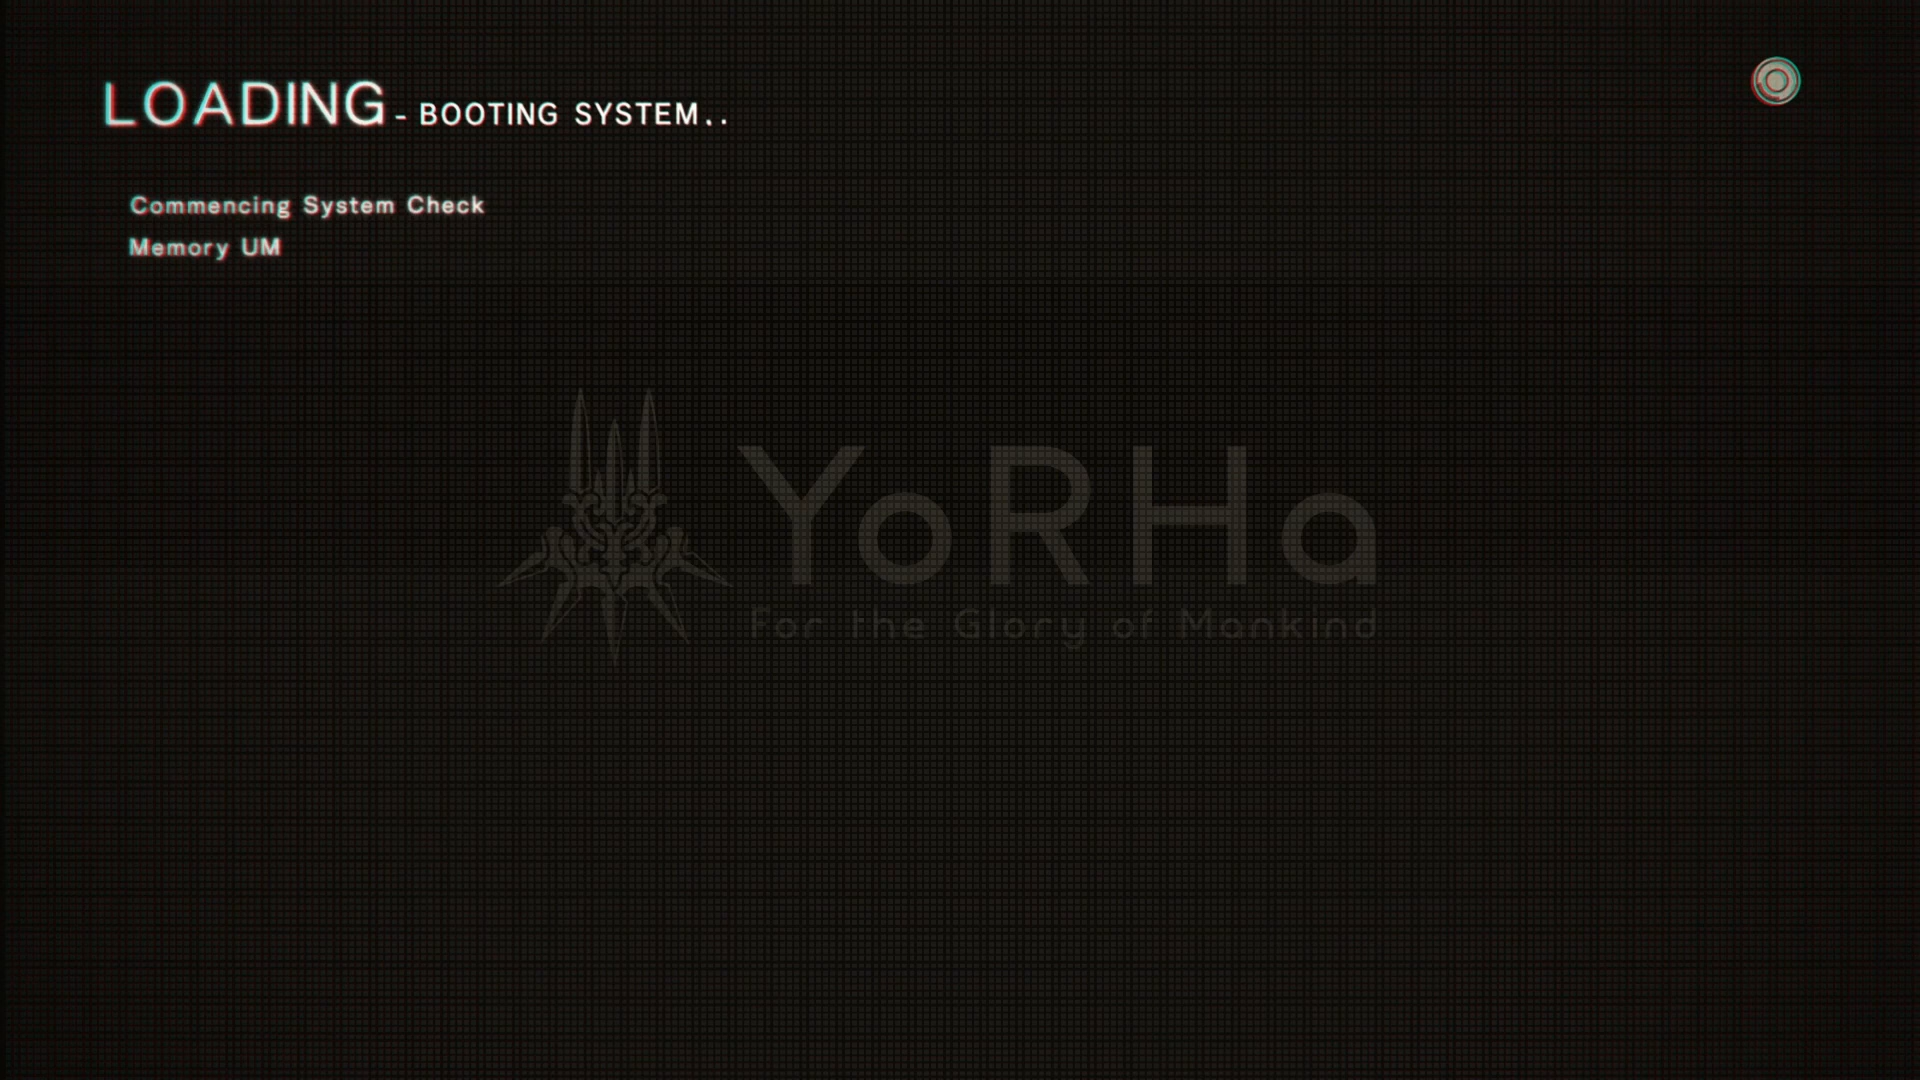 LOADING - BOOTING SYSTEM..
Commencing System Check
Memory UM
YoRHa
For the Glory of Mankind